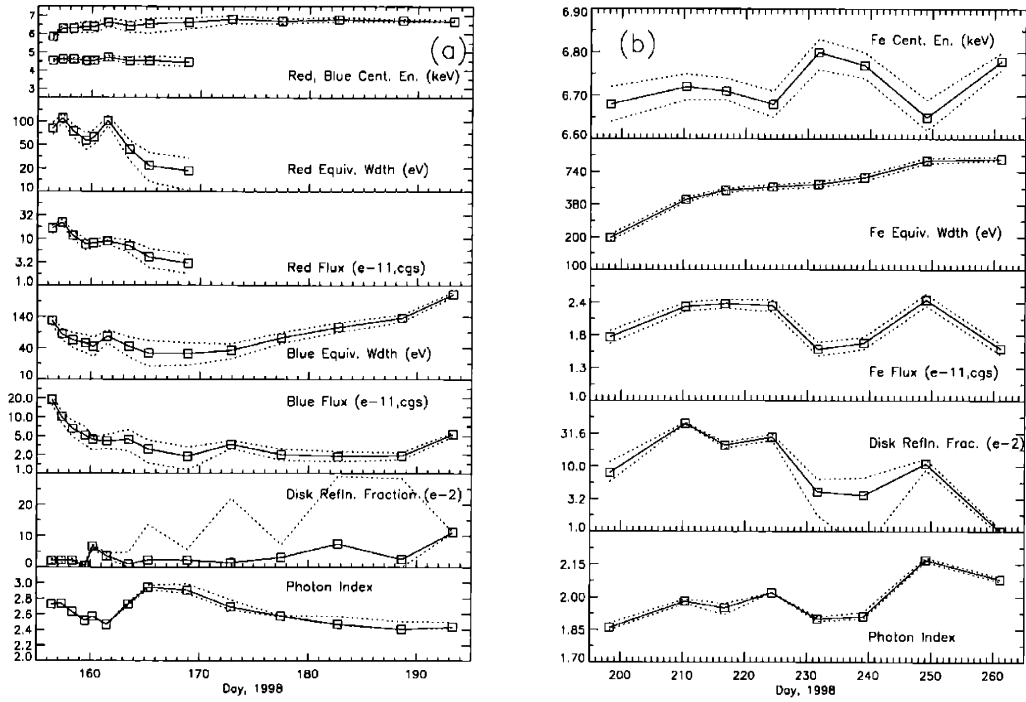 (a)
7
6
5
4
3
Red, Blue Cent. En. (keV)
100
50
20
10
Red Equiv. Wdth (eV)
32
10
3.2
1.0
Red Flux (e-11,cgs)
140
40
10
Blue Equiv. Wdth (eV)
20.0
10.0
5.0
2.0
1.0
Blue Flux (e-11,cgs)
20
10
0
Disk Refln. Fraction (e-2)
3.0
2.8
2.6
2.4
2.2
2.0
Photon Index
160 170 180 190
Day, 1998
(b)
6.90
6.80
6.70
6.60
Fe Cent. En. (keV)
740
380
200
100
Fe Equiv. Wdth (eV)
2.4
1.8
1.3
1.0
Fe Flux (e-11,cgs)
31.6
10.0
3.2
1.0
Disk Refln. Frac. (e-2)
2.15
2.00
1.85
1.70
Photon Index
200 210 220 230 240 250 260
Day, 1998